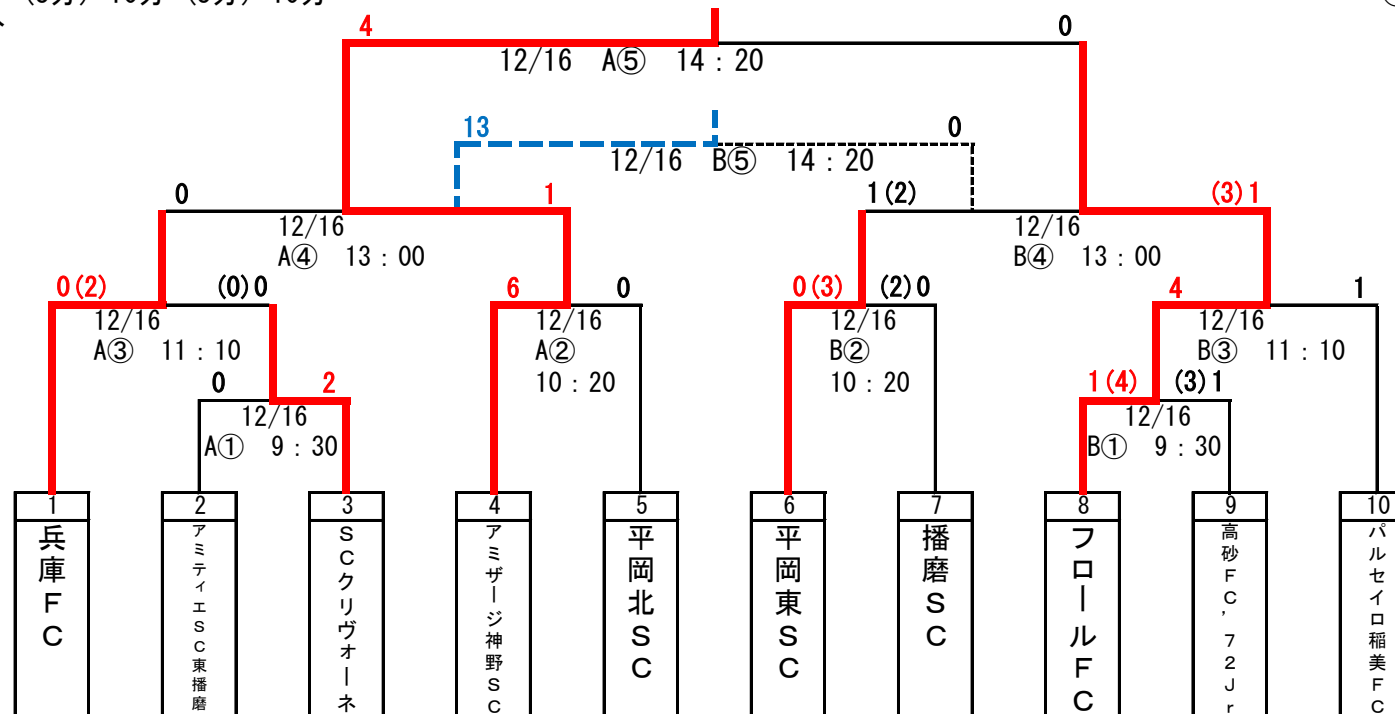 4 0
12/16 A⑤ 14：20
13 0
12/16 B⑤ 14：20
0 1 1(2) (3)1
12/16 12/16
A④ 13：00 B④ 13：00
0(2) (0)0 6 0 0(3) (2)0 4 1
12/16 12/16 12/16 12/16
A③ 11：10 A② B② B③ 11：10
0 2 10：20 10：20 1(4) (3)1
12/16 12/16
A① 9：30 B① 9：30
1 2 3 4 5 6 7 8 9 10
兵庫FC
アミティエSC東播磨
SCクリヴォーネ
アミザージ神野SC
平岡北SC
平岡東SC
播磨SC
フロールFC
高砂FC’72Jr
パルセイロ稲美FC